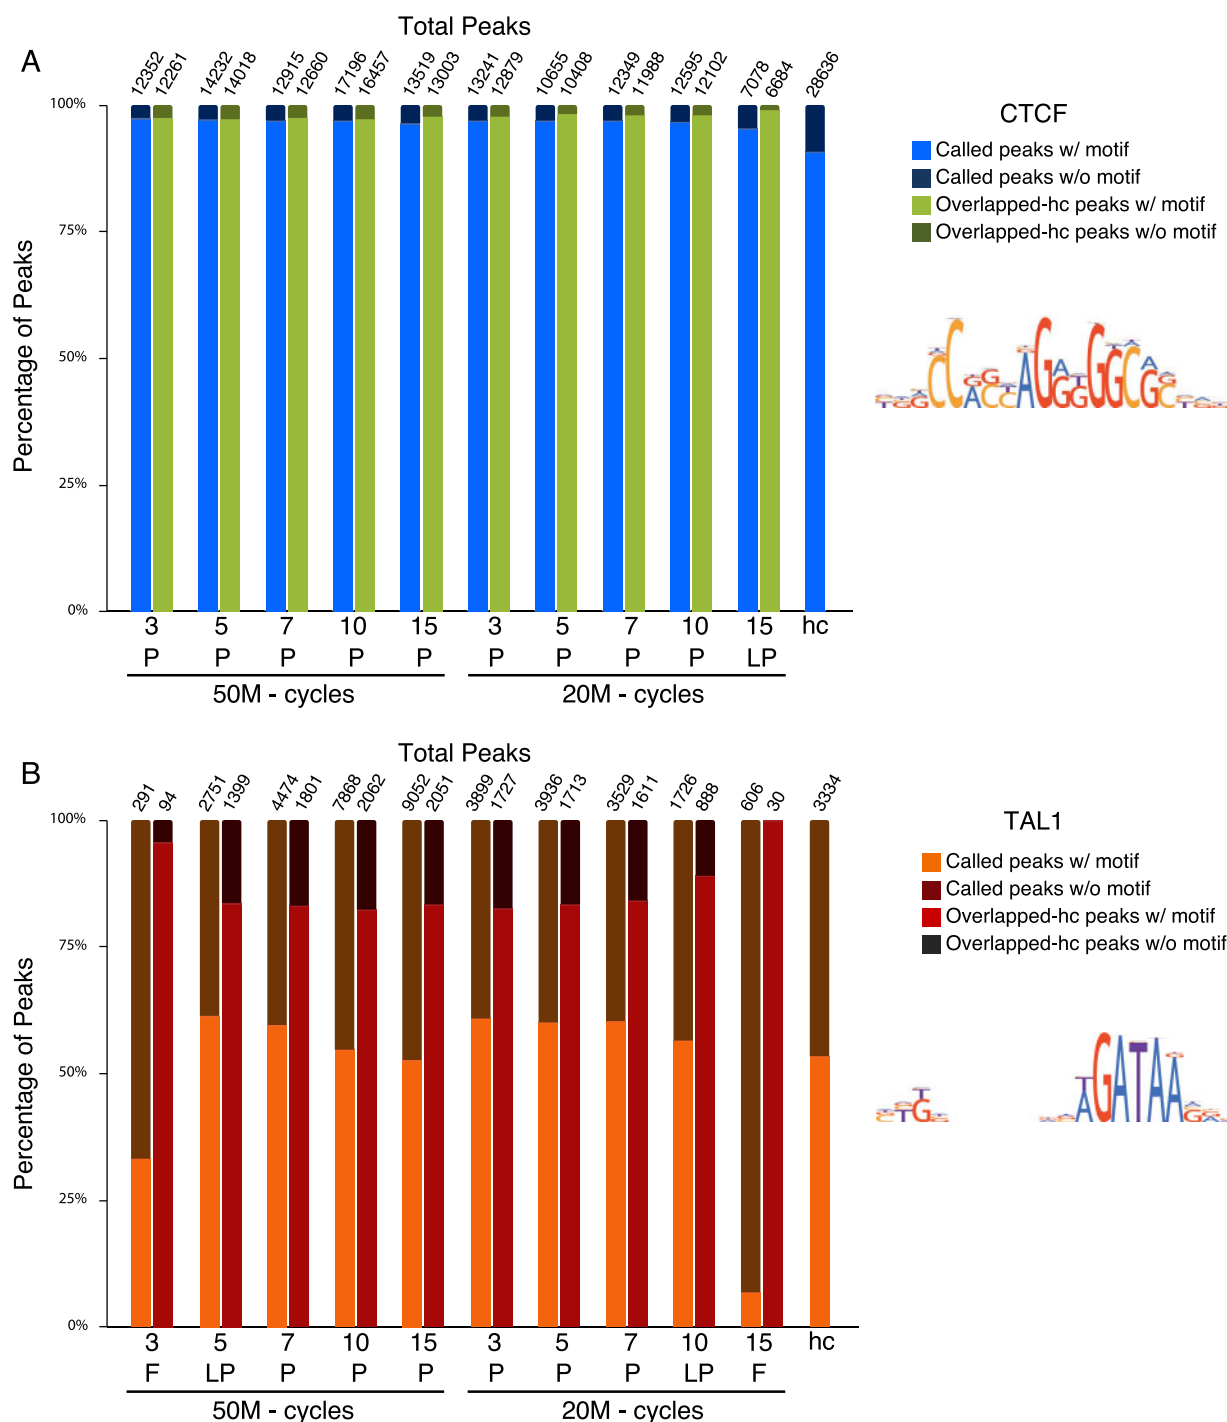 Total Peaks
A
12352 12261 14232 14018 12915 12660 17196 16457 13519 13003 13241 12879 10655 10408 12349 11988 12595 12102 7078 6684 28636
100%
75%
50%
25%
0%
Percentage of Peaks
3 5 7 10 15 3 5 7 10 15 hc
P P P P P P P P P LP
50M - cycles 20M - cycles
CTCF
Called peaks w/ motif
Called peaks w/o motif
Overlapped-hc peaks w/ motif
Overlapped-hc peaks w/o motif
Total Peaks
B
291 94 2751 1399 4474 1801 7868 2062 9052 2051 3899 1727 3936 1713 3529 1611 1726 888 606 30 3334
100%
75%
50%
25%
0%
Percentage of Peaks
3 5 7 10 15 3 5 7 10 15 hc
F LP P P P P P P LP F
50M - cycles 20M - cycles
TAL1
Called peaks w/ motif
Called peaks w/o motif
Overlapped-hc peaks w/ motif
Overlapped-hc peaks w/o motif
GATAA